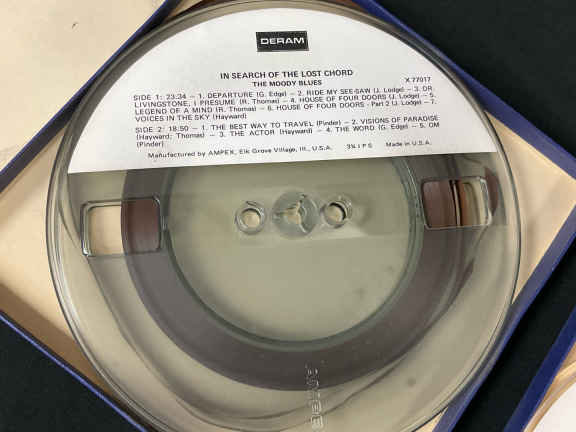 DERAM
IN SEARCH OF THE LOST CHORD
THE MOODY BLUES
X 77017
SIDE 1: 23:34 — 1. DEPARTURE (G. Edge) — 2. RIDE MY SEE-SAW (J. Lodge) — 3. DR.
LIVINGSTONE, I PRESUME (R. Thomas) — 4. HOUSE OF FOUR DOORS (J. Lodge) — 5.
LEGEND OF A MIND (R. Thomas) — 6. HOUSE OF FOUR DOORS - Part 2 (J. Lodge) — 7.
VOICES IN THE SKY (Hayward)
SIDE 2: 18:50 — 1. THE BEST WAY TO TRAVEL (Pinder) — 2. VISIONS OF PARADISE
(Hayward; Thomas) — 3. THE ACTOR (Hayward) — 4. THE WORD (G. Edge) — 5. OM
(Pinder)
Manufactured by AMPEX, Elk Grove Village, Ill., U.S.A. 3¾ I P S Made in U.S.A.